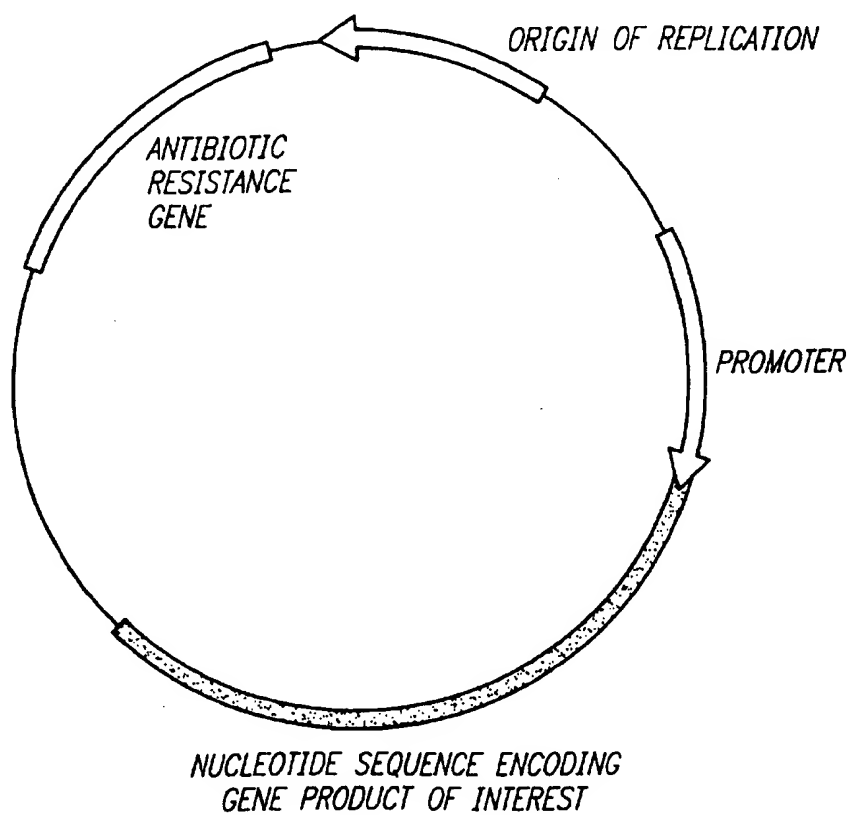 ORIGIN OF REPLICATION
ANTIBIOTIC
RESISTANCE
GENE
PROMOTER
NUCLEOTIDE SEQUENCE ENCODING
GENE PRODUCT OF INTEREST